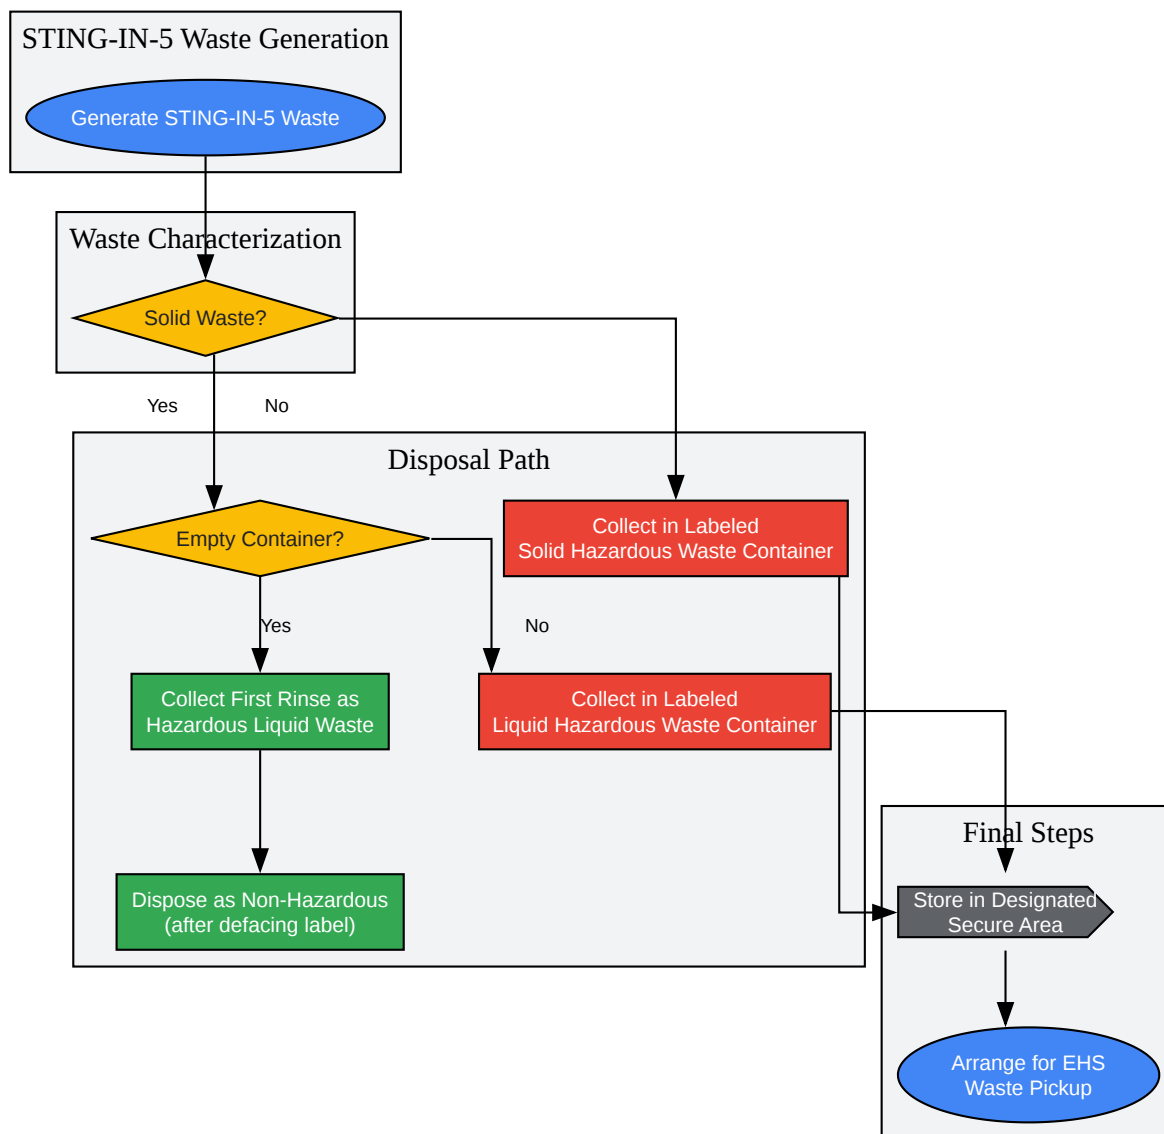 STING-IN-5 Waste Generation
Generate STING-IN-5 Waste
Waste Characterization
Solid Waste?
Yes
No
Disposal Path
Empty Container?
Collect in Labeled
Solid Hazardous Waste Container
Yes
No
Collect First Rinse as
Hazardous Liquid Waste
Collect in Labeled
Liquid Hazardous Waste Container
Dispose as Non-Hazardous
(after defacing label)
Final Steps
Store in Designated
Secure Area
Arrange for EHS
Waste Pickup